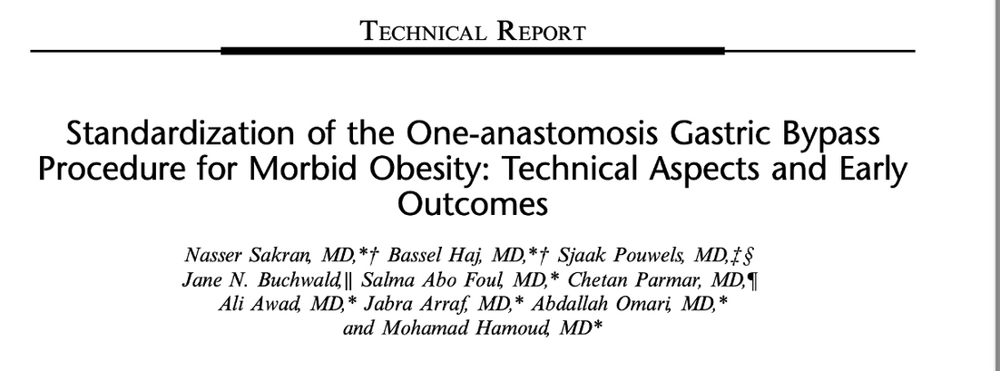 TECHNICAL REPORT
Standardization of the One-anastomosis Gastric Bypass
Procedure for Morbid Obesity: Technical Aspects and Early
Outcomes
Nasser Sakran, MD,*† Bassel Haj, MD,*† Sjaak Pouwels, MD,‡§
Jane N. Buchwald,∥ Salma Abo Foul, MD,* Chetan Parmar, MD,¶
Ali Awad, MD,* Jabra Arraf, MD,* Abdallah Omari, MD,*
and Mohamad Hamoud, MD*